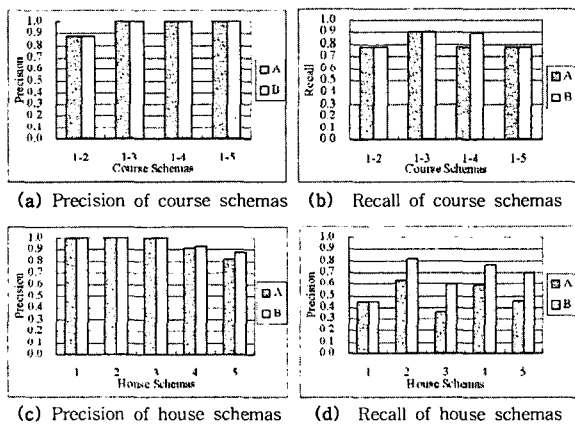 1.0
0.9
0.8
0.7
0.6
0.5
0.4
0.3
0.2
0.1
0.0
Precision
1-2 1-3 1-4 1-5
Course Schemas
A
B
(a) Precision of course schemas
1.0
0.9
0.8
0.7
0.6
0.5
0.4
0.3
0.2
0.1
0.0
Recall
1-2 1-3 1-4 1-5
Course Schemas
A
B
(b) Recall of course schemas
1.0
0.9
0.8
0.7
0.6
0.5
0.4
0.3
0.2
0.1
0.0
Precision
1 2 3 4 5
House Schemas
A
B
(c) Precision of house schemas
1.0
0.9
0.8
0.7
0.6
0.5
0.4
0.3
0.2
0.1
0.0
Precision
1 2 3 4 5
House Schemas
A
B
(d) Recall of house schemas